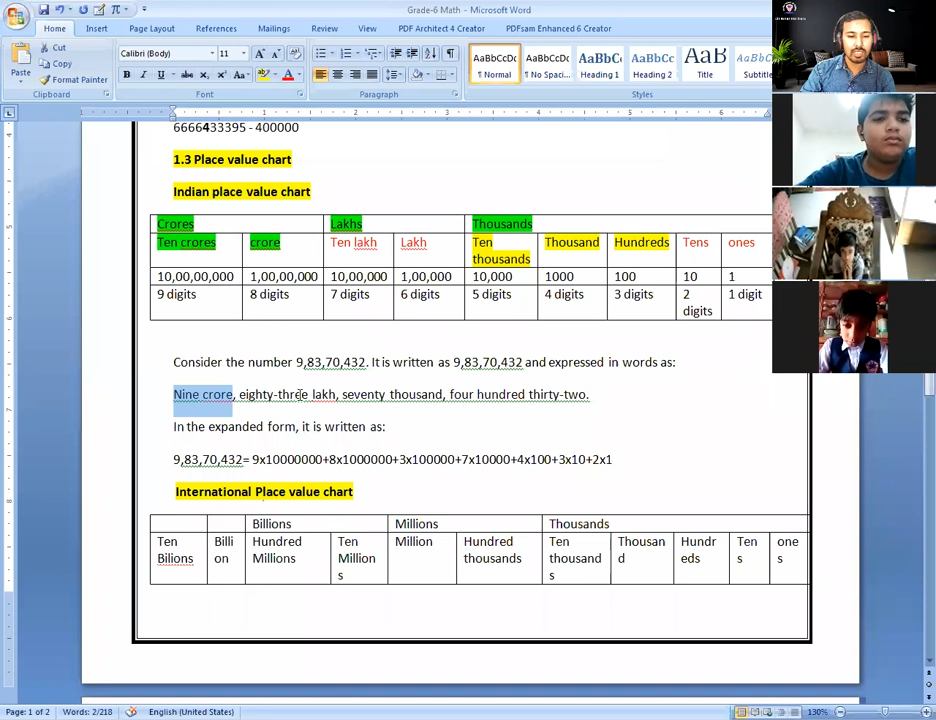 Grade-6 Math - Microsoft Word
Home Insert Page Layout References Mailings Review View PDF Architect 4 Creator PDFsam Enhanced 6 Creator
Paste Cut Copy Format Painter
Calibri (Body) 11
AaBbCcDc AaBbCcDc AaBbC AaBbCc AaB AaBbCcL
¶ Normal ¶ No Spaci... Heading 1 Heading 2 Title Subtitle
Clipboard Font Paragraph Styles
6666433395 - 400000
1.3 Place value chart
Indian place value chart
Crores Lakhs Thousands
Ten crores crore Ten lakh Lakh Ten thousands Thousand Hundreds Tens ones
10,00,00,000 1,00,00,000 10,00,000 1,00,000 10,000 1000 100 10 1
9 digits 8 digits 7 digits 6 digits 5 digits 4 digits 3 digits 2 digits 1 digit
Consider the number 9,83,70,432. It is written as 9,83,70,432 and expressed in words as:
Nine crore, eighty-three lakh, seventy thousand, four hundred thirty-two.
In the expanded form, it is written as:
9,83,70,432= 9x10000000+8x1000000+3x100000+7x10000+4x100+3x10+2x1
International Place value chart
Billions Millions Thousands
Ten Bilions Billion Hundred Millions Ten Millions Million Hundred thousands Ten thousands Thousand Hundreds Tens ones
Page: 1 of 2 Words: 2/218 English (United States) 130%